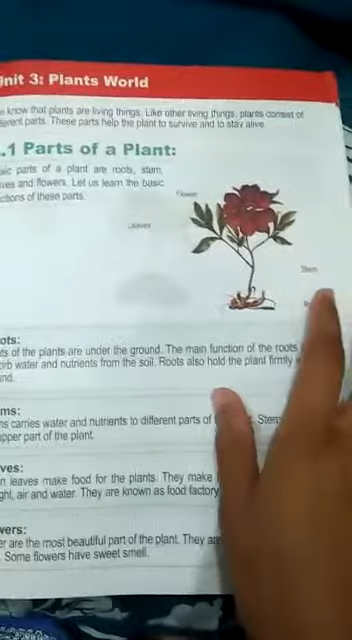 Unit 3: Plants World
know that plants are living things. Like other living things, plants consist of
ferent parts. These parts help the plant to survive and to stay alive.
.1 Parts of a Plant:
sic parts of a plant are roots, stem,
ves and flowers. Let us learn the basic
ctions of these parts.
Flower
Leaves
Stem
ots:
ts of the plants are under the ground. The main function of the roots
orb water and nutrients from the soil. Roots also hold the plant firmly
nd.
ms:
ms carries water and nutrients to different parts of Stem
upper part of the plant.
ves:
n leaves make food for the plants. They make
ght, air and water. They are known as food factory
wers:
er are the most beautiful part of the plant. They are
Some flowers have sweet smell.